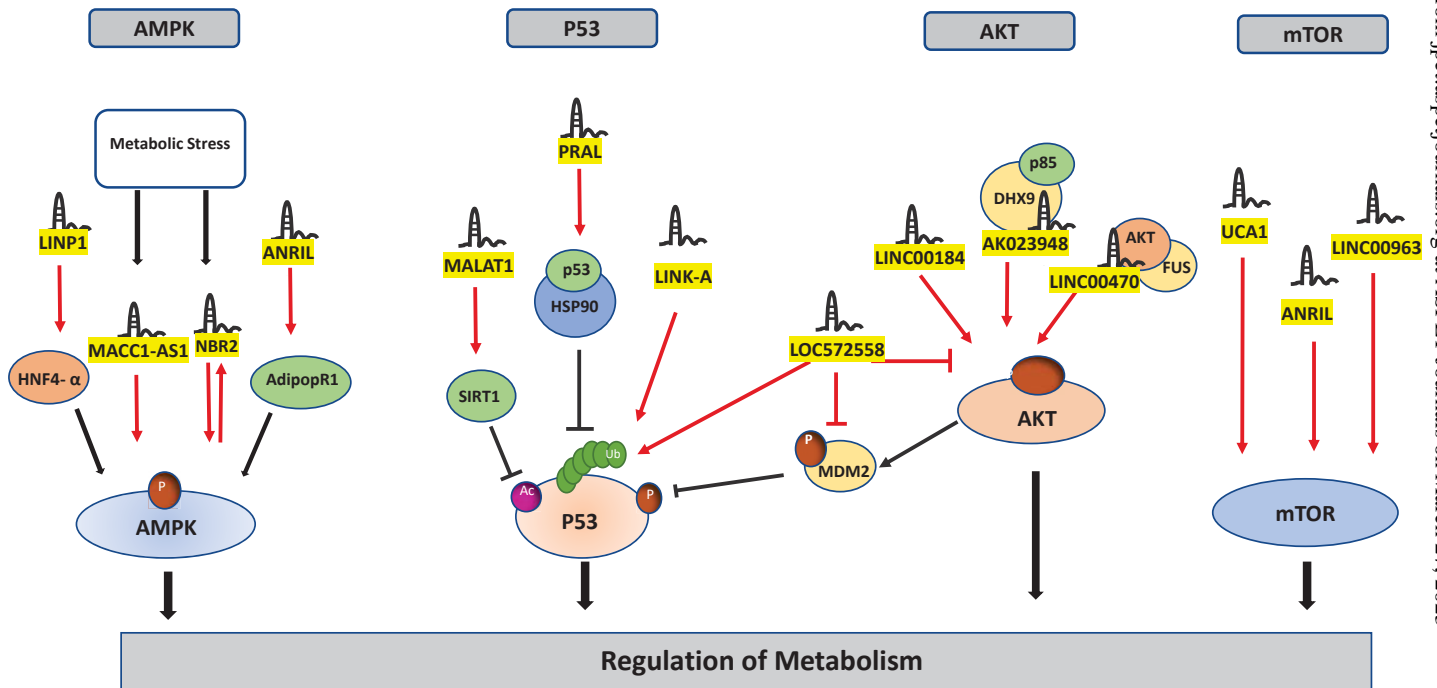 AMPK
P53
AKT
mTOR
Metabolic Stress
PRAL
p85
DHX9
LINP1
ANRIL
MALAT1
p53
HSP90
LINK-A
LINC00184
AK023948
AKT
FUS
LINC00470
UCA1
LINC00963
ANRIL
MACC1-AS1
NBR2
LOC572558
HNF4- α
AdipopR1
SIRT1
AKT
Ub
P
MDM2
P
AMPK
Ac
P
P53
mTOR
Regulation of Metabolism